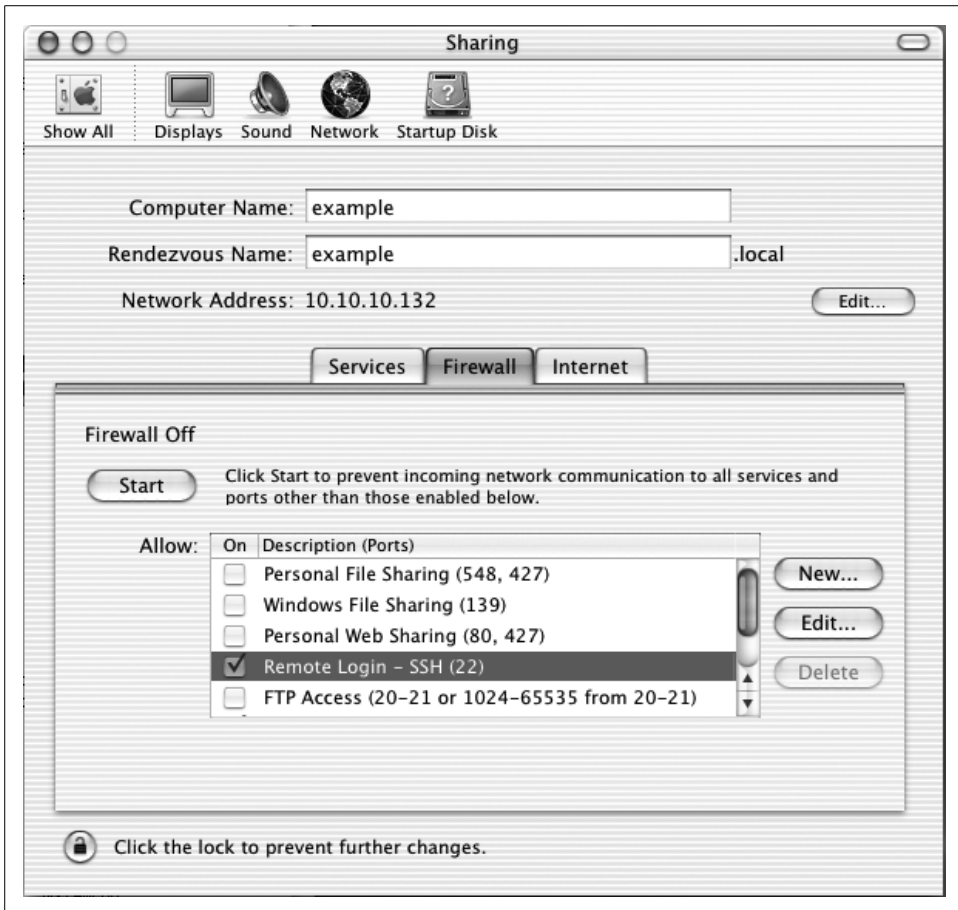 Sharing
Show All Displays Sound Network Startup Disk
Computer Name: example
Rendezvous Name: example .local
Network Address: 10.10.10.132 Edit...
Services Firewall Internet
Firewall Off
Start Click Start to prevent incoming network communication to all services and
ports other than those enabled below.
Allow: On Description (Ports)
Personal File Sharing (548, 427) New...
Windows File Sharing (139)
Edit...
Personal Web Sharing (80, 427)
Remote Login – SSH (22) Delete
FTP Access (20–21 or 1024–65535 from 20–21)
Click the lock to prevent further changes.